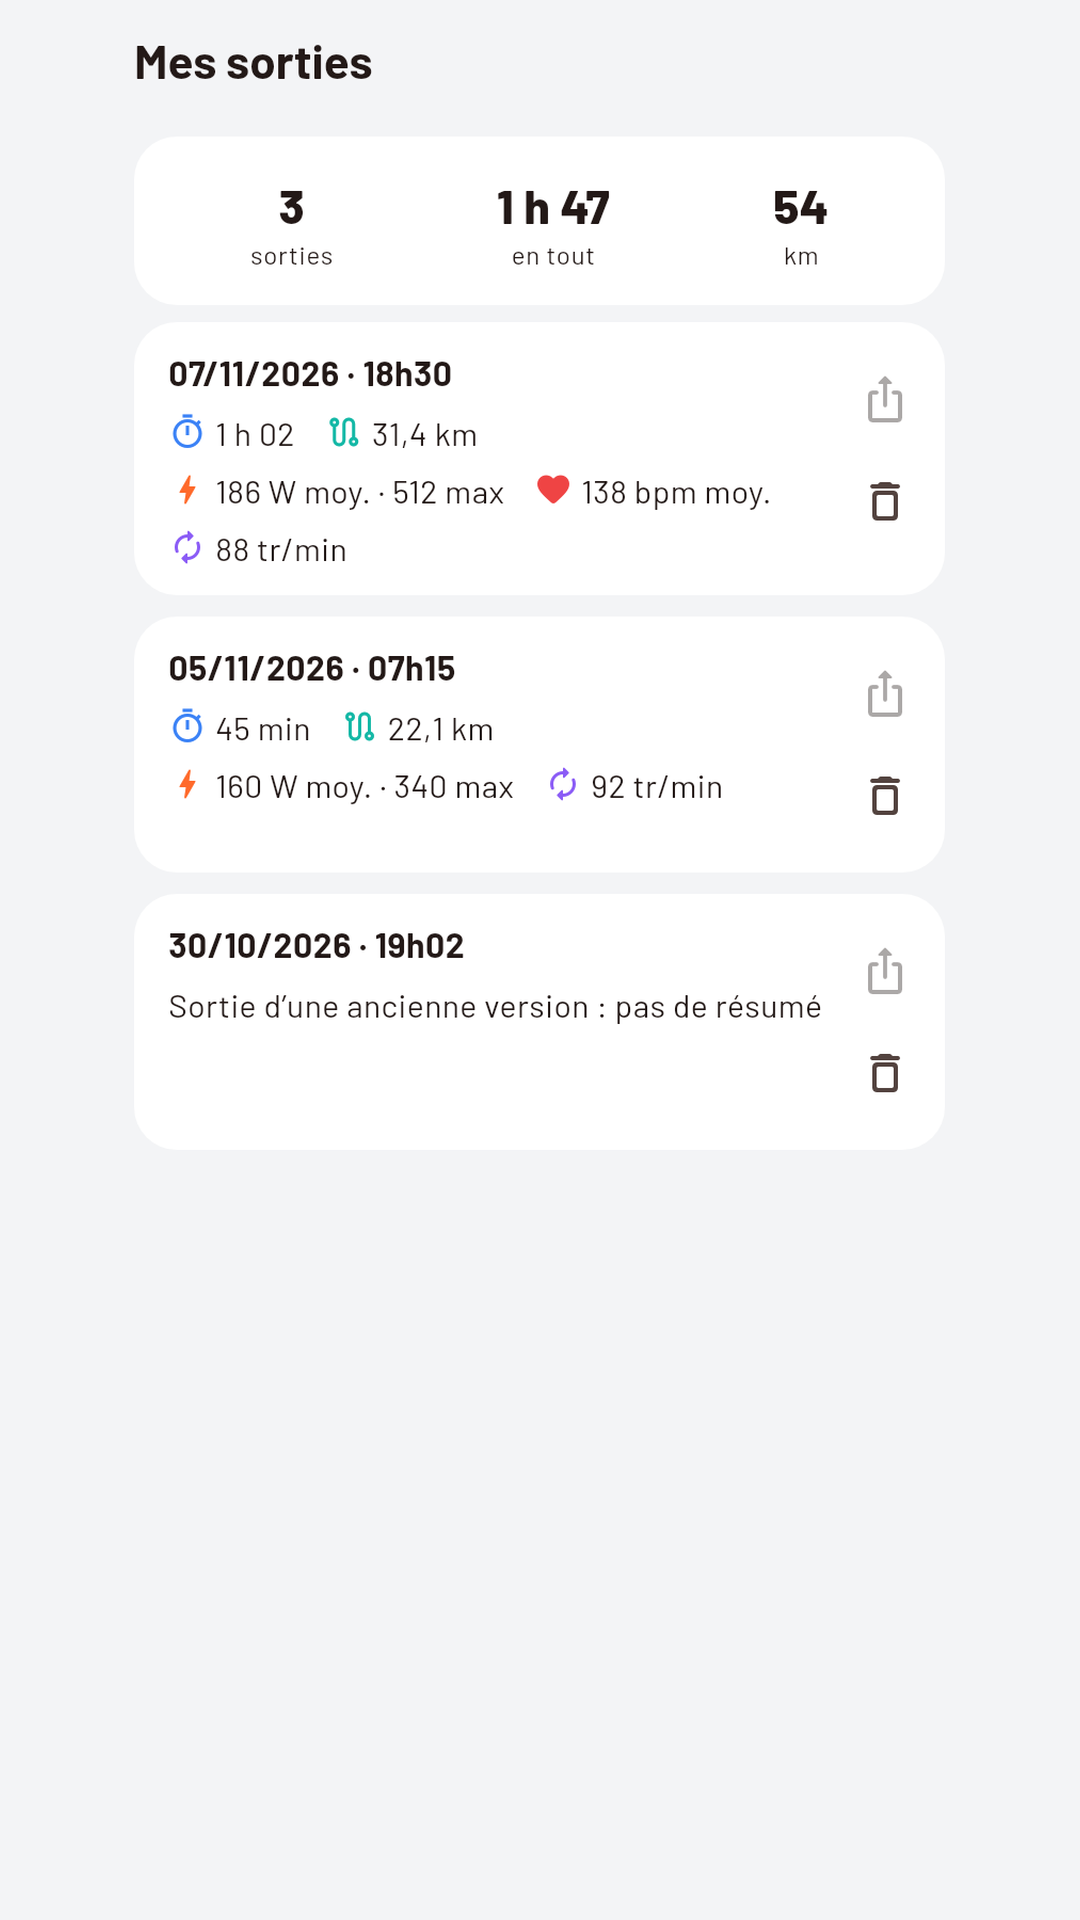 Mes sorties
3 1 h 47 54
sorties en tout km
07/11/2026 · 18h30
1 h 02 31,4 km
186 W moy. · 512 max 138 bpm moy.
88 tr/min
05/11/2026 · 07h15
45 min 22,1 km
160 W moy. · 340 max 92 tr/min
30/10/2026 · 19h02
Sortie d’une ancienne version : pas de résumé